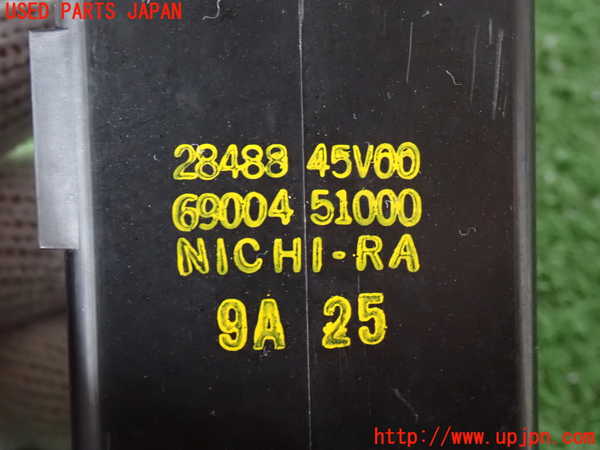 USED PARTS JAPAN
28488 45V00
69004 51000
NICHI-RA
9A 25
http://www.upjpn.com